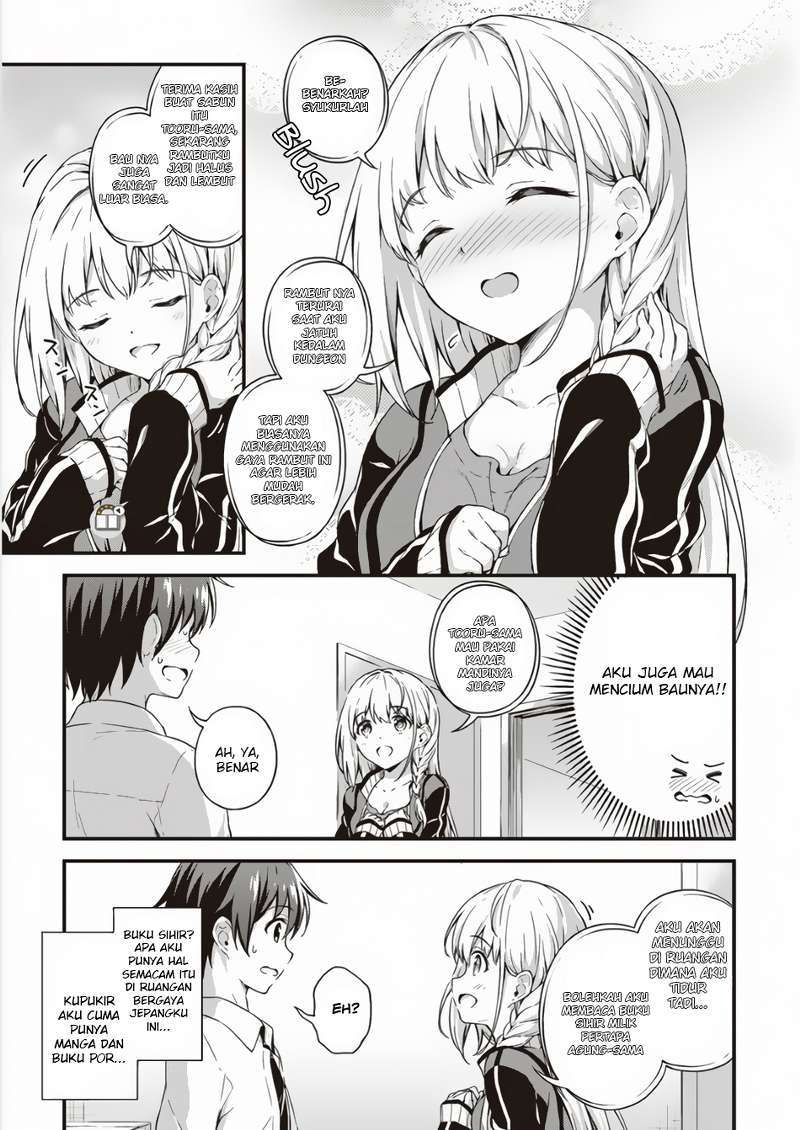 BE-
BENARKAH?
SYUKURLAH
Blush
RAMBUT NYA
TERURAI
SAAT AKU
JATUH
KEDALAM
DUNGEON
TAPI AKU
BIASANYA
MENGGUNAKAN
GAYA RAMBUT INI
AGAR LEBIH
MUDAH
BERGERAK.
TERIMA KASIH
BUAT SABUN
ITU
TOORU-SAMA,
SEKARANG
RAMBUTKU
JADI HALUS
DAN LEMBUT
BAU NYA
JUGA
SANGAT
LUAR BIASA.
AKU JUGA MAU
MENCIUM BAUNYA!!
APA
TOORU-SAMA
MAU PAKAI
KAMAR
MANDINYA
JUGA?
AH, YA,
BENAR
AKU AKAN
MENUNGGU
DI RUANGAN
DIMANA AKU
TIDUR
TADI...
BOLEHKAH AKU
MEMBACA BUKU
SIHIR MILIK
PERTAPA
AGUNG-SAMA
EH?
BUKU SIHIR?
APA AKU
PUNYA HAL
SEMACAM ITU
DI RUANGAN
BERGAYA
JEPANGKU
INI...
KUPUKIR
AKU CUMA
PUNYA
MANGA DAN
BUKU POR...